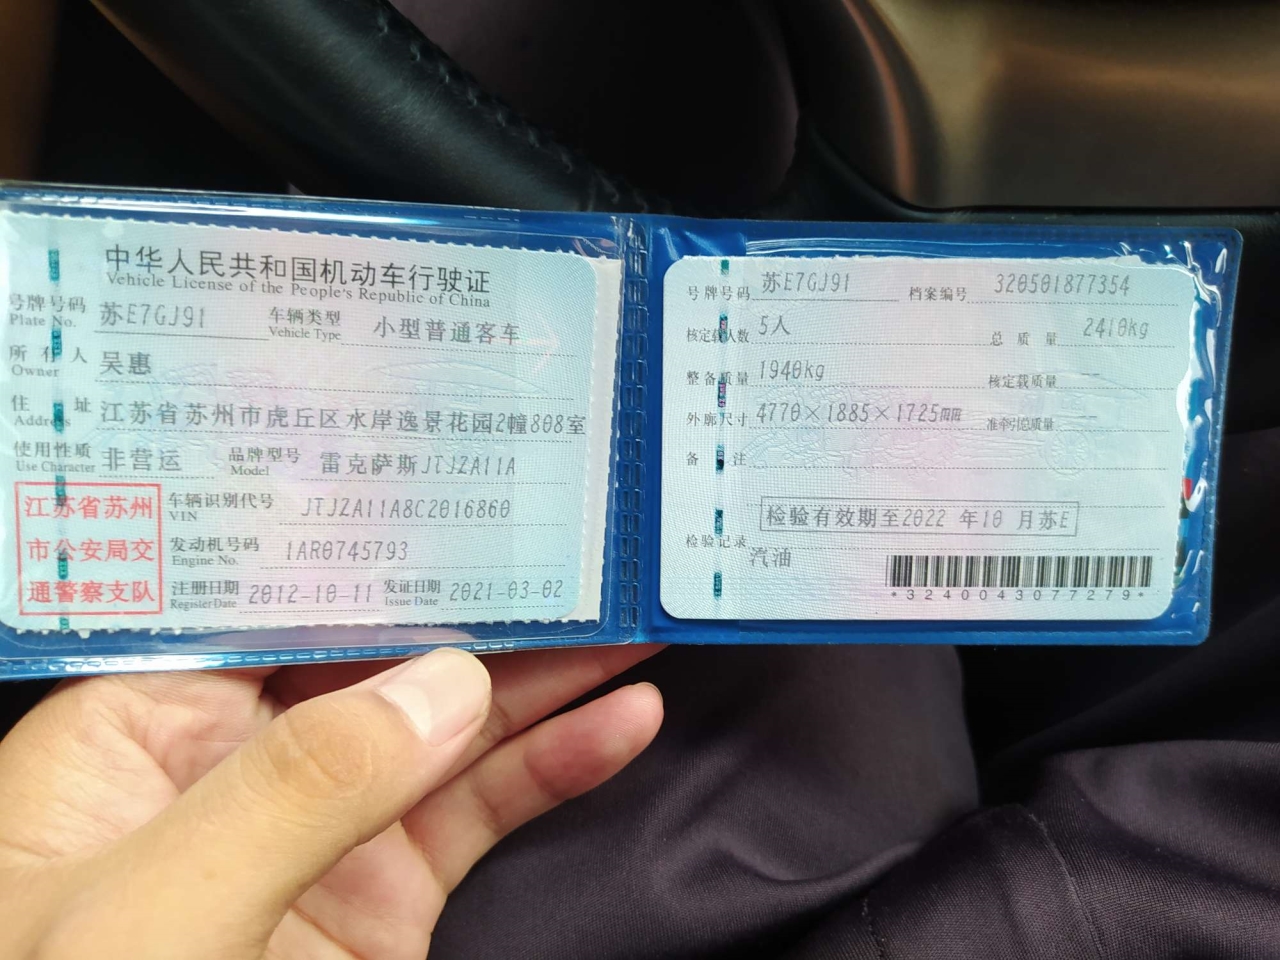 中华人民共和国机动车行驶证
Vehicle License of the People's Republic of China
号牌号码 苏E7GJ91 车辆类型 小型普通客车
Plate No. Vehicle Type
所有人 吴惠
Owner
住址 江苏省苏州市虎丘区水岸逸景花园2幢808室
Address
使用性质 非营运 品牌型号 雷克萨斯JTJZA11A
Use Character Model
江苏省苏州
市公安局交
通警察支队
车辆识别代号 JTJZA11A8C2016860
VIN
发动机号码 1AR0745793
Engine No.
注册日期 2012-10-11 发证日期 2021-03-02
Register Date Issue Date
号牌号码 苏E7GJ91 档案编号 320501877354
核定载人数 5人 总质量 2410kg
整备质量 1940kg 核定载质量 --
外廓尺寸 4770×1885×1725mm 准牵引总质量 --
备注
检验有效期至2022年10月苏E
检验记录
汽油
*3240043077279*